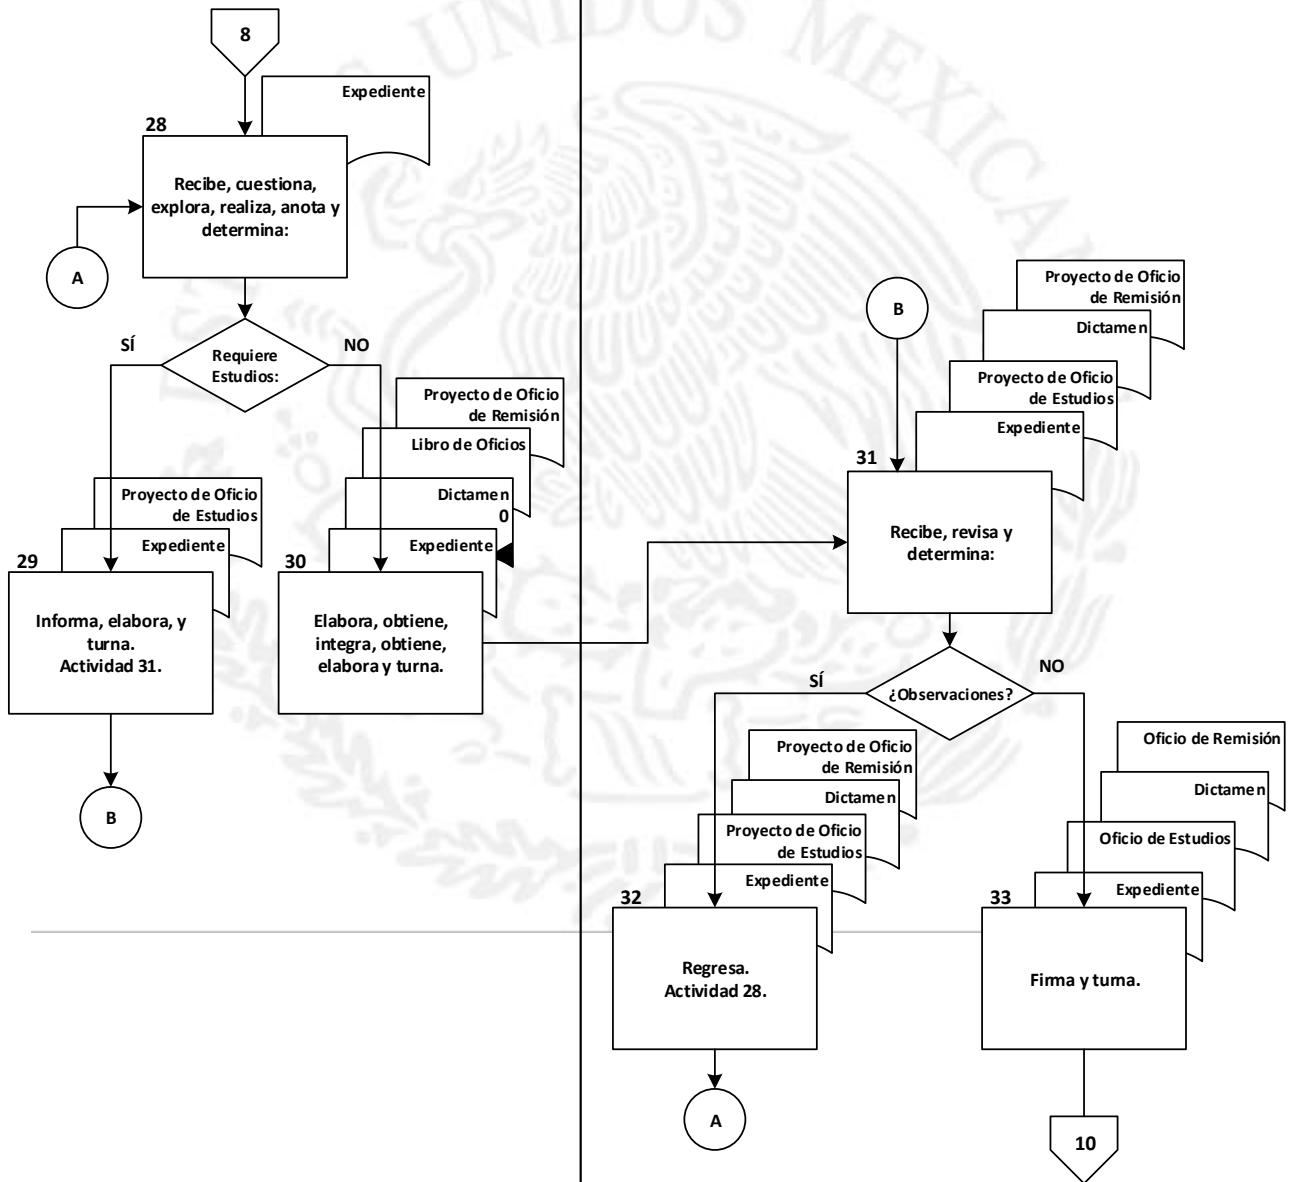 8
Expediente
28
Recibe, cuestiona,
explora, realiza, anota y
determina:
A
SÍ
Requiere
Estudios:
NO
Proyecto de Oficio
de Remisión
Libro de Oficios
Dictamen
0
Expediente
30
Elabora, obtiene,
integra, obtiene,
elabora y turna.
Proyecto de Oficio
de Estudios
Expediente
29
Informa, elabora, y
turna.
Actividad 31.
B
B
Proyecto de Oficio
de Remisión
Dictamen
Proyecto de Oficio
de Estudios
Expediente
31
Recibe, revisa y
determina:
SÍ
¿Observaciones?
NO
Proyecto de Oficio
de Remisión
Dictamen
Proyecto de Oficio
de Estudios
Expediente
32
Regresa.
Actividad 28.
A
Oficio de Remisión
Dictamen
Oficio de Estudios
Expediente
33
Firma y turna.
10
UNIDOS MEXICA